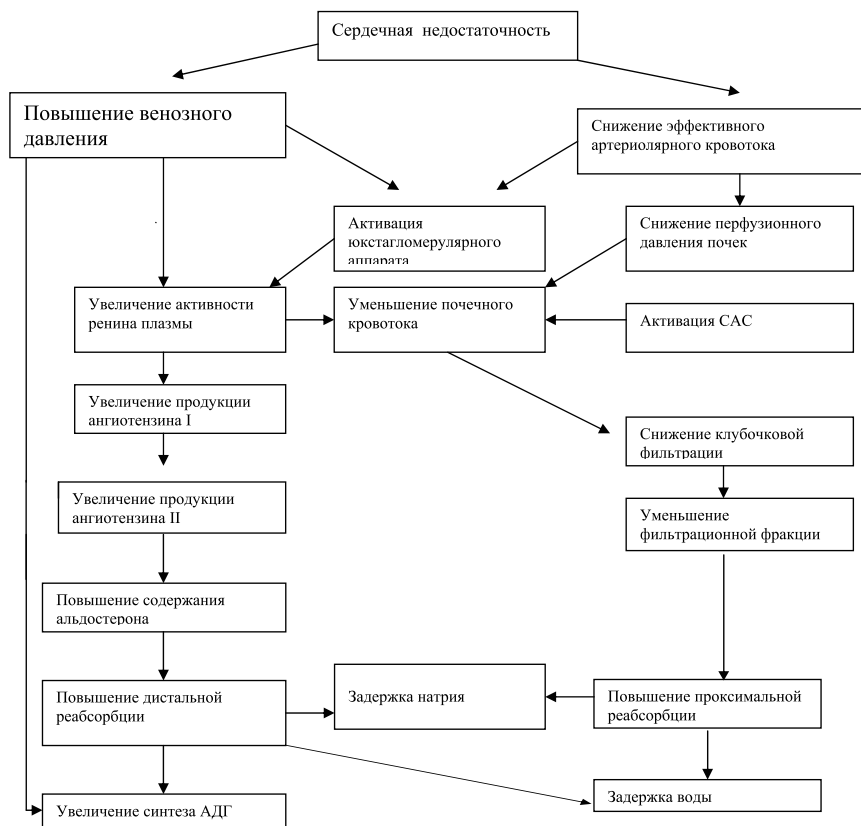 Сердечная недостаточность
Повышение венозного
давления
Снижение эффективного
артериолярного кровотока
Активация
юкстагломерулярного
аппарата
Снижение перфузионного
давления почек
Увеличение активности
ренина плазмы
Уменьшение почечного
кровотока
Активация САС
Увеличение продукции
ангиотензина I
Снижение клубочковой
фильтрации
Увеличение продукции
ангиотензина II
Уменьшение
фильтрационной фракции
Повышение содержания
альдостерона
Повышение дистальной
реабсорбции
Задержка натрия
Повышение проксимальной
реабсорбции
Увеличение синтеза АДГ
Задержка воды